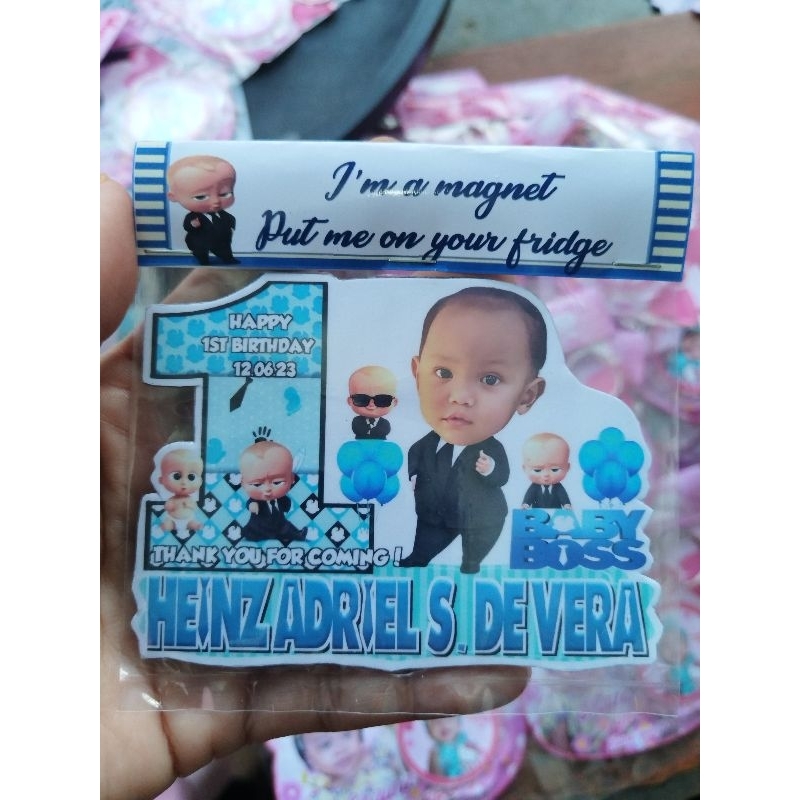 I'm a magnet
Put me on your fridge
HAPPY
1ST BIRTHDAY
12.06.23
1
THANK YOU FOR COMING!
BABY
BOSS
HEINZ ADRIEL S. DE VERA